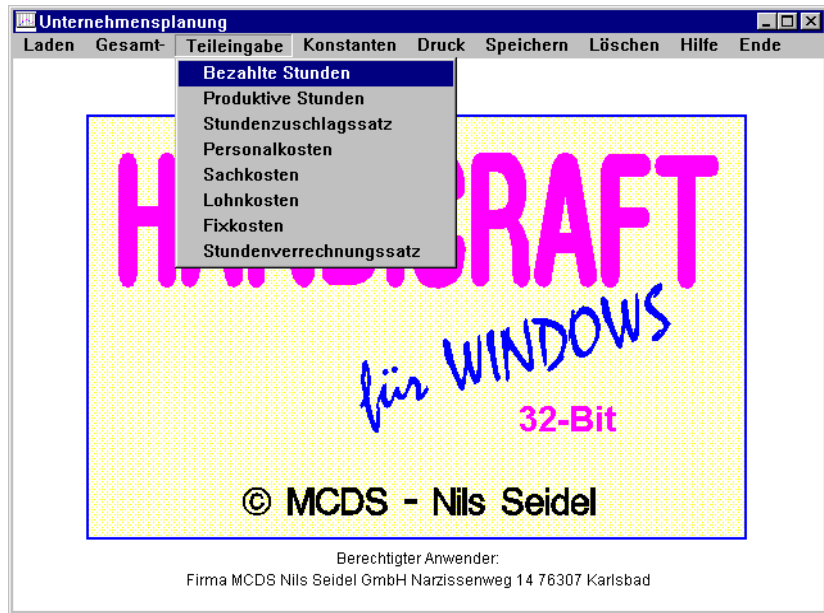 Unternehmensplanung
Laden Gesamt- Teileingabe Konstanten Druck Speichern Löschen Hilfe Ende
Bezahlte Stunden
Produktive Stunden
Stundenzuschlagssatz
Personalkosten
Sachkosten
Lohnkosten
Fixkosten
Stundenverrechnungssatz
HANDICRAFT
für WINDOWS
32-Bit
© MCDS - Nils Seidel
Berechtigter Anwender:
Firma MCDS Nils Seidel GmbH Narzissenweg 14 76307 Karlsbad